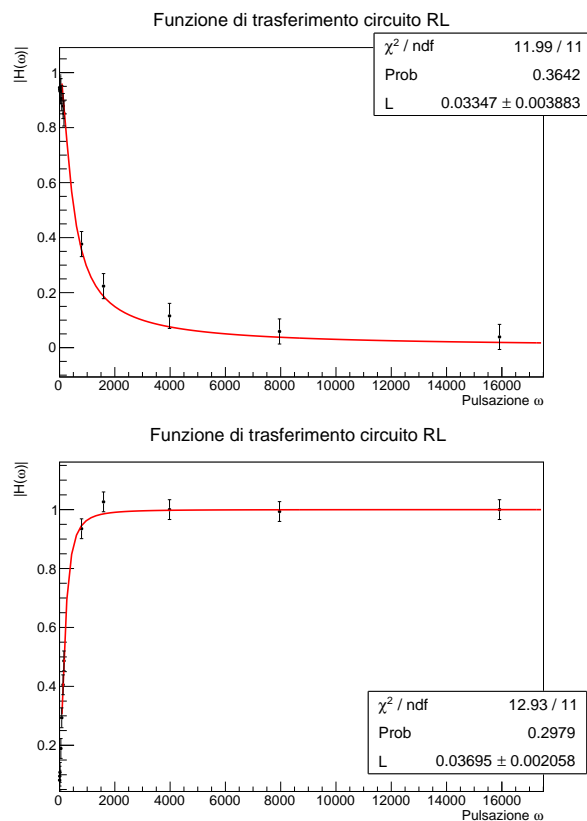 Funzione di trasferimento circuito RL
χ² / ndf 11.99 / 11
Prob 0.3642
L 0.03347 ± 0.003883
|H(ω)|
1
0.8
0.6
0.4
0.2
0
0 2000 4000 6000 8000 10000 12000 14000 16000
Pulsazione ω
Funzione di trasferimento circuito RL
|H(ω)|
1
0.8
0.6
0.4
0.2
χ² / ndf 12.93 / 11
Prob 0.2979
L 0.03695 ± 0.002058
0 2000 4000 6000 8000 10000 12000 14000 16000
Pulsazione ω